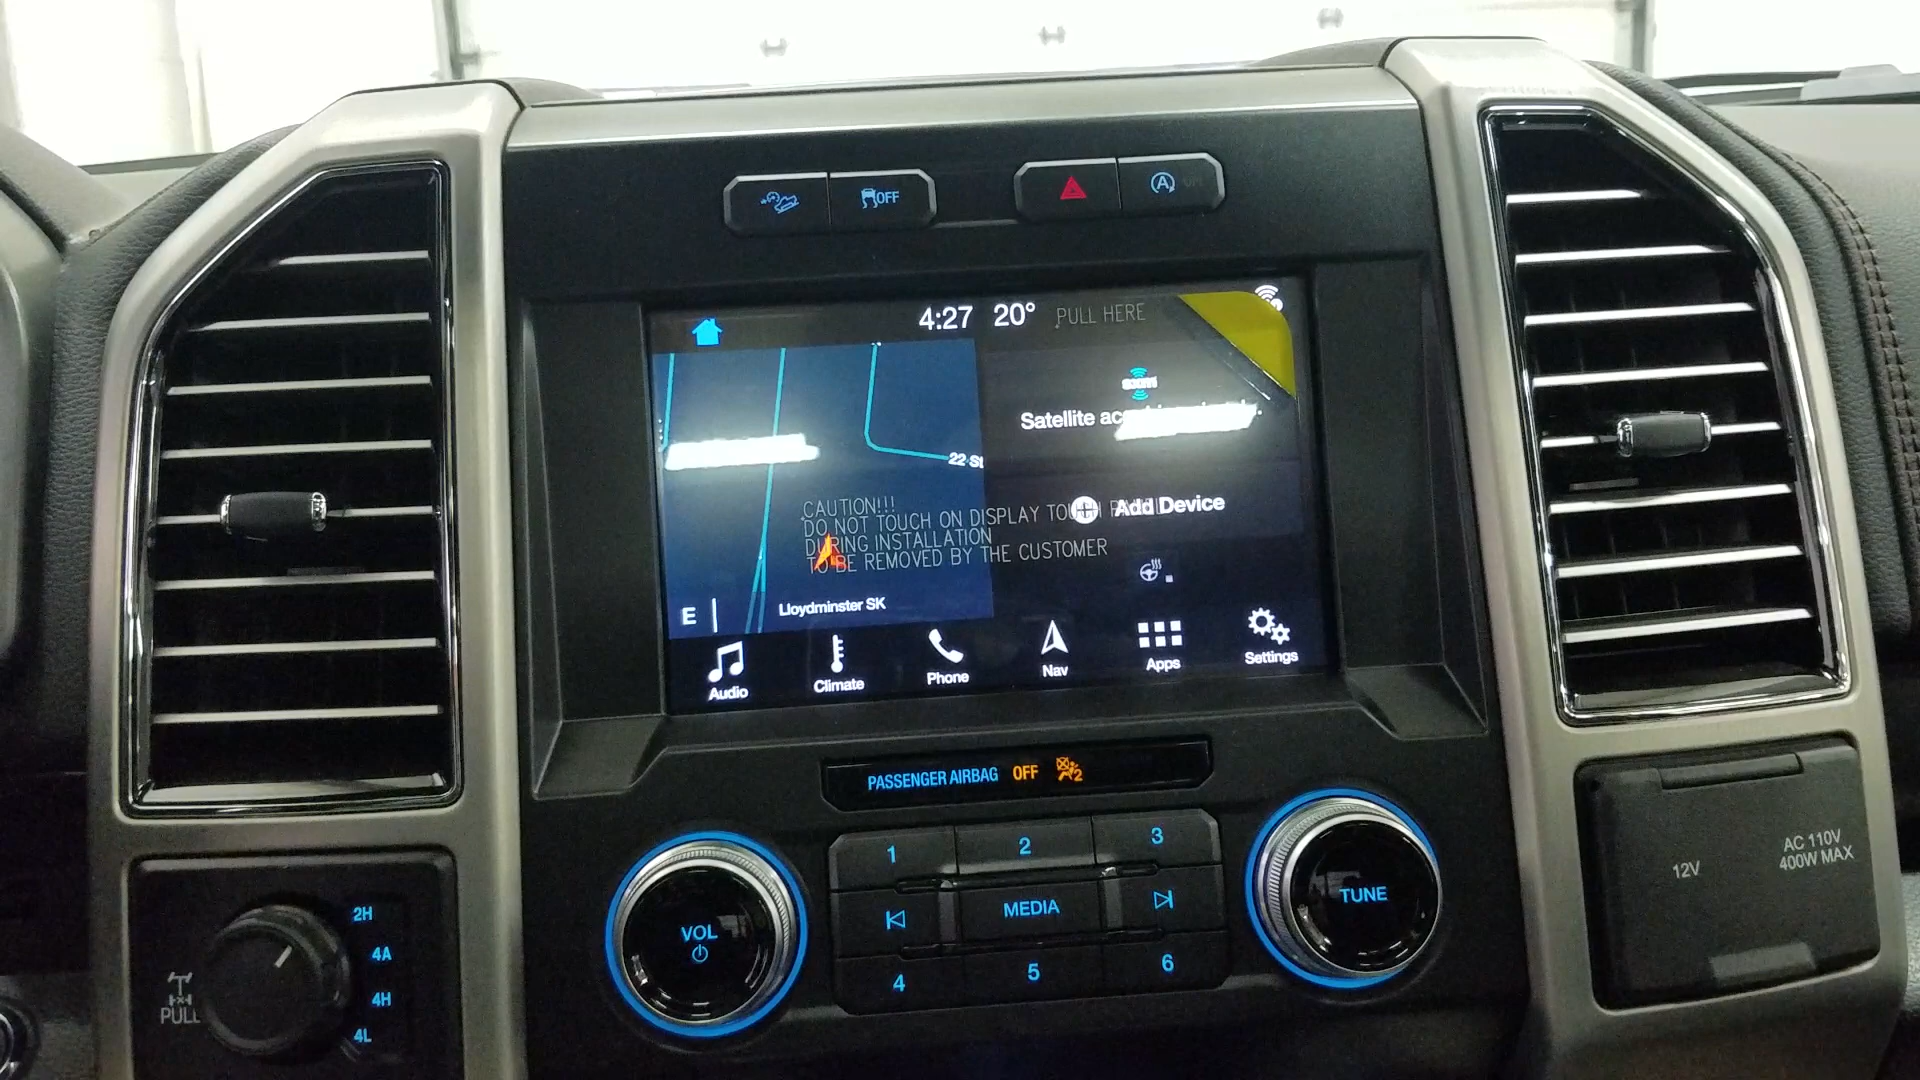 OFF
A
4:27 20° PULL HERE
Satellite
22 St
CAUTION!!!
DO NOT TOUCH ON DISPLAY
DURING INSTALLATION
TO BE REMOVED BY THE CUSTOMER
Add Device
E
Lloydminster SK
Audio
Climate
Phone
Nav
Apps
Settings
PASSENGER AIRBAG OFF 2
1 2 3
MEDIA
4 5 6
VOL
TUNE
2H
4A
4H
4L
PULL
12V
AC 110V
400W MAX